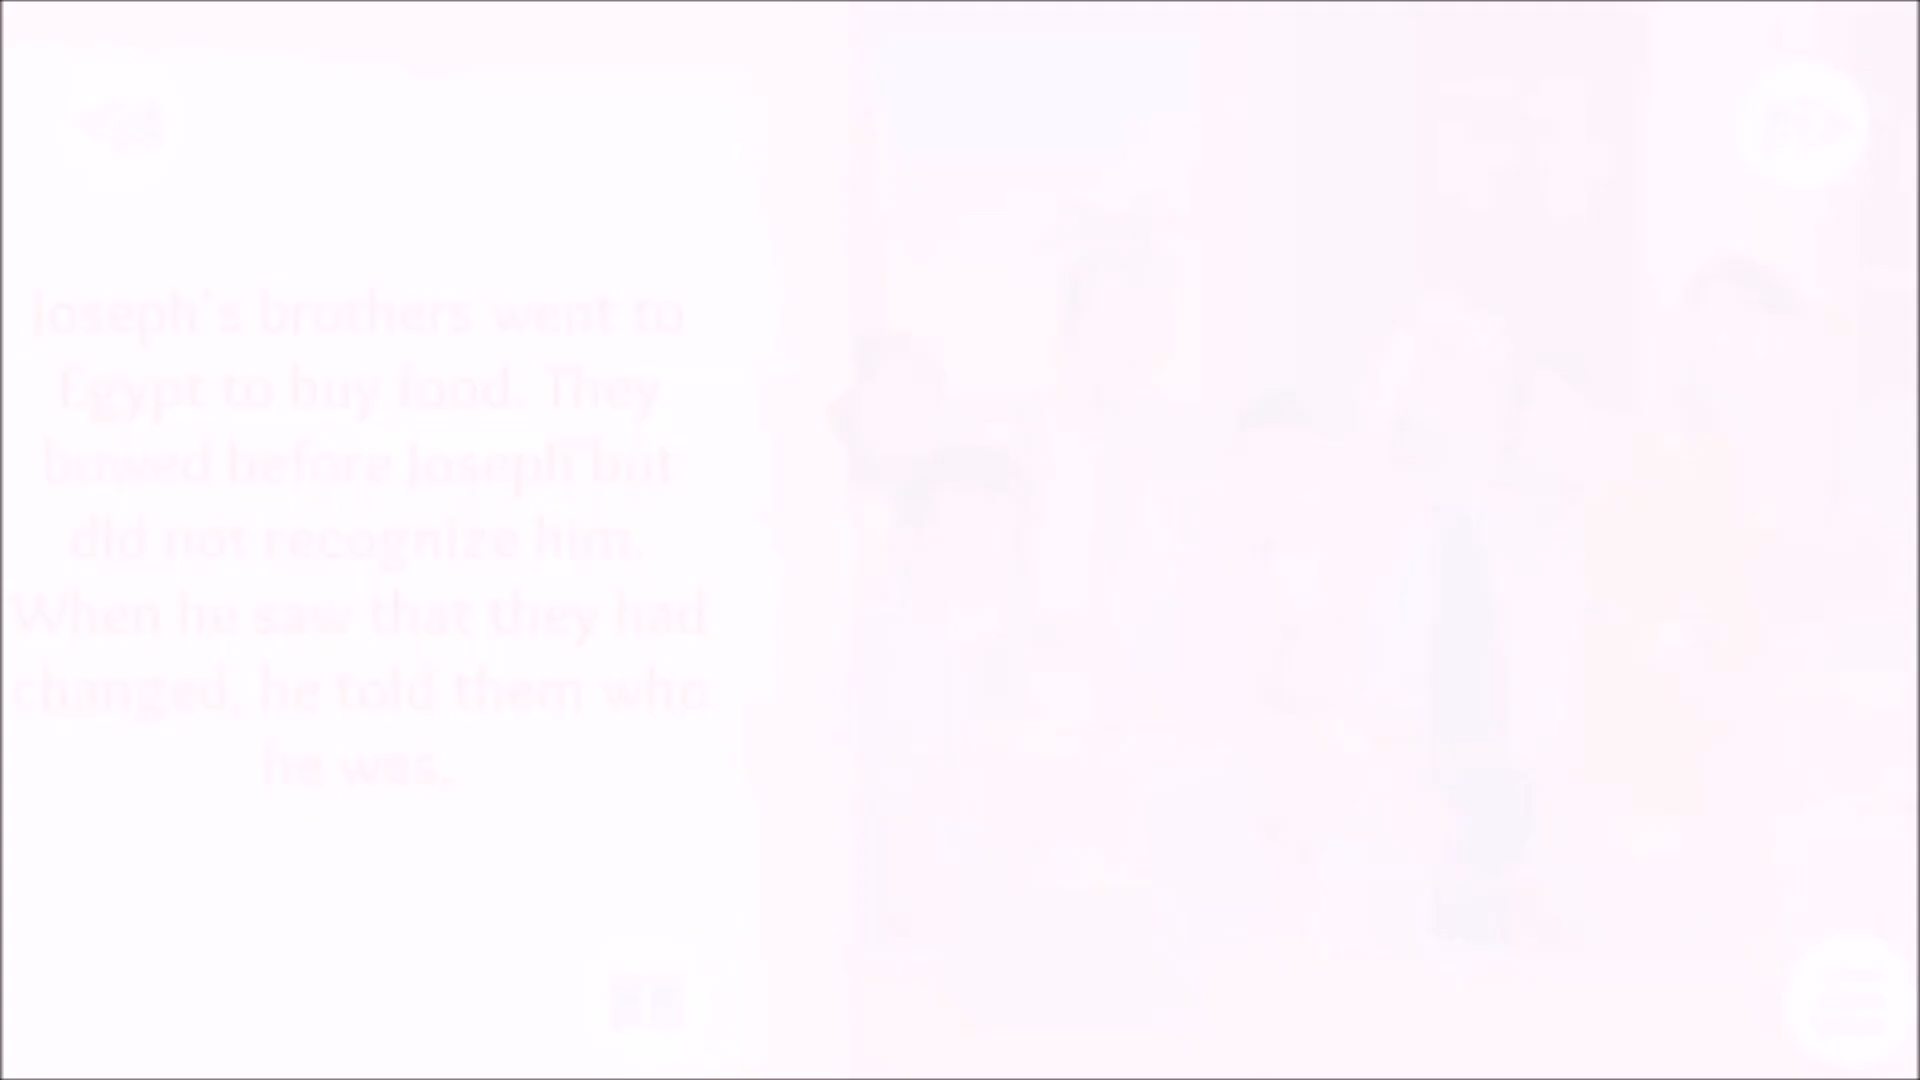 Joseph's brothers went to
Egypt to buy food. They
bowed before Joseph but
did not recognize him.
When he saw that they had
changed, he told them who
he was.